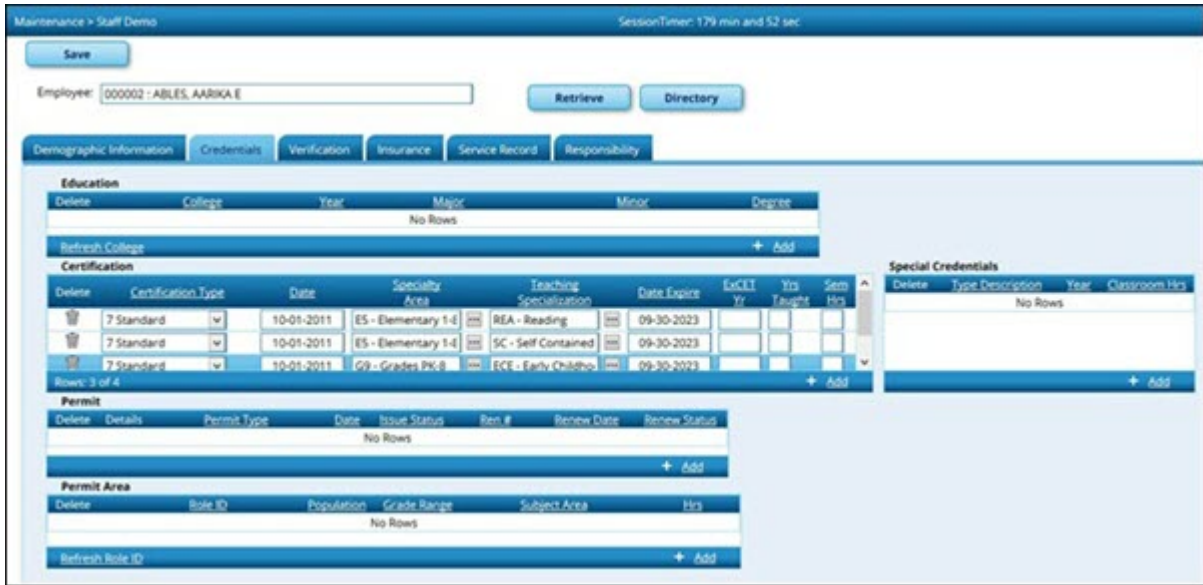 Maintenance > Staff Demo SessionTimer: 179 min and 52 sec
Save
Employee: 000002 : ABLES, AARIKA E Retrieve Directory
Demographic Information Credentials Verification Insurance Service Record Responsibility
Education
Delete College Year Major Minor Degree
No Rows
Refresh College + Add
Certification
Delete Certification Type Date Specialty Area Teaching Specialization Date Expire ExCET Yr Yrs Taught Sem Hrs
7 Standard 10-01-2011 E5 - Elementary 1-8 REA - Reading 09-30-2023
7 Standard 10-01-2011 E5 - Elementary 1-8 SC - Self Contained 09-30-2023
7 Standard 10-01-2011 G9 - Grades PK-8 ECE - Early Childho 09-30-2023
Rows: 3 of 4 + Add
Special Credentials
Delete Type Description Year Classroom Hrs
No Rows
+ Add
Permit
Delete Details Permit Type Date Issue Status Ren # Renew Date Renew Status
No Rows
+ Add
Permit Area
Delete Role ID Population Grade Range Subject Area Hrs
No Rows
Refresh Role ID + Add